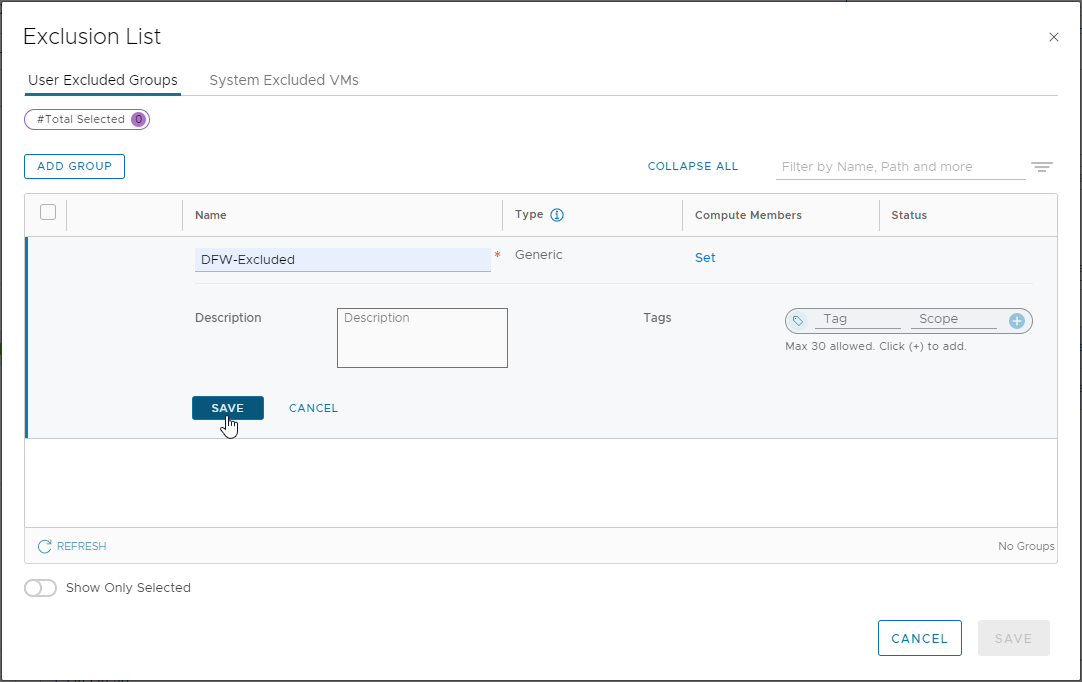 Exclusion List
User Excluded Groups System Excluded VMs
#Total Selected 0
ADD GROUP COLLAPSE ALL Filter by Name, Path and more
Name Type Compute Members Status
DFW-Excluded * Generic Set
Description Description Tags Tag Scope
Max 30 allowed. Click (+) to add.
SAVE CANCEL
REFRESH No Groups
Show Only Selected
CANCEL SAVE